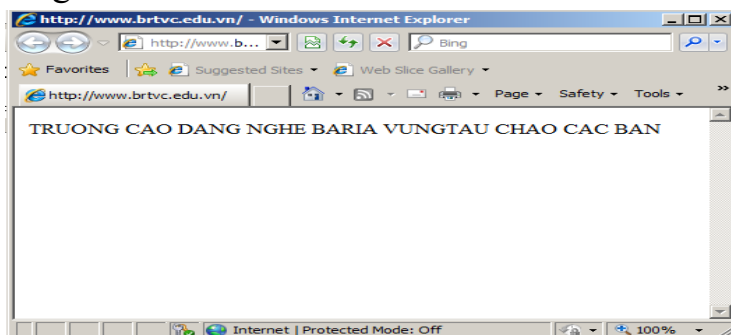 http://www.brtvc.edu.vn/ - Windows Internet Explorer
http://www.b... Bing
Favorites Suggested Sites Web Slice Gallery
http://www.brtvc.edu.vn/ Page Safety Tools »
TRUONG CAO DANG NGHE BARIA VUNGTAU CHAO CAC BAN
Internet | Protected Mode: Off 100%